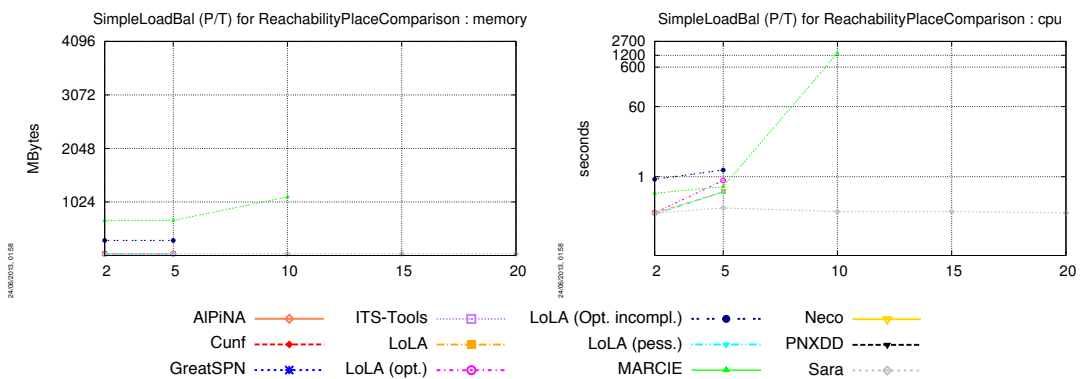 SimpleLoadBal (P/T) for ReachabilityPlaceComparison : memory
4096
3072
2048
1024
MBytes
2 5 10 15 20
24/06/2013, 01:58
SimpleLoadBal (P/T) for ReachabilityPlaceComparison : cpu
2700
1200
600
60
1
seconds
2 5 10 15 20
24/06/2013, 01:58
AlPiNA ITS-Tools LoLA (Opt. incompl.) Neco
Cunf LoLA LoLA (pess.) PNXDD
GreatSPN LoLA (opt.) MARCIE Sara